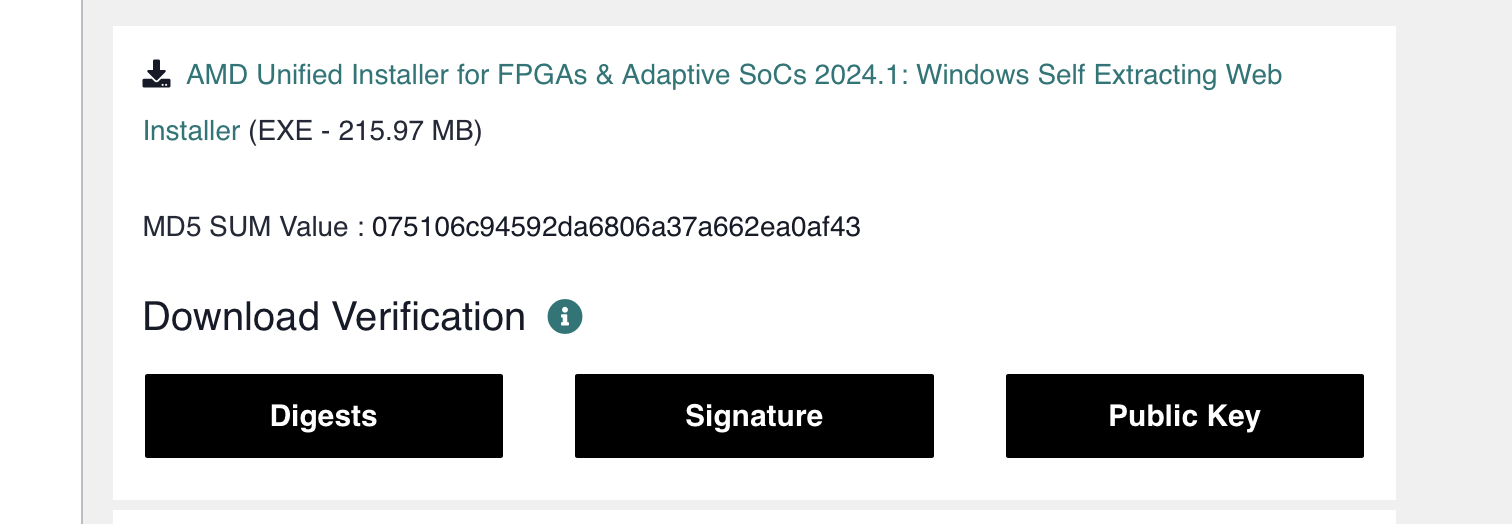 AMD Unified Installer for FPGAs & Adaptive SoCs 2024.1: Windows Self Extracting Web
Installer (EXE - 215.97 MB)
MD5 SUM Value : 075106c94592da6806a37a662ea0af43
Download Verification
Digests
Signature
Public Key